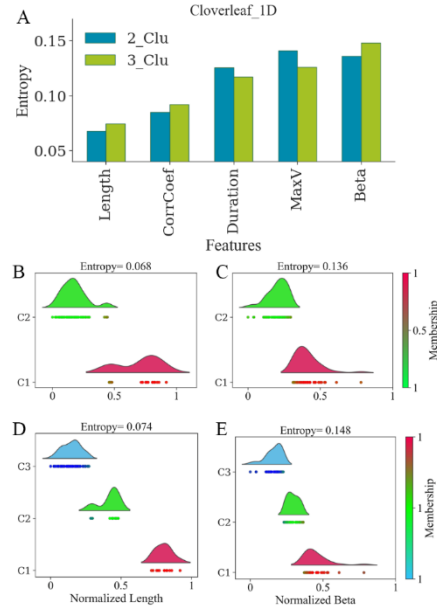 Cloverleaf_1D
A
0.15
0.10
0.05
Entropy
2_Clu
3_Clu
Length
CorrCoef
Duration
MaxV
Beta
Features
B
Entropy= 0.068
C2
C1
0
0.5
1
C
Entropy= 0.136
C2
C1
0
0.5
1
1
0.5
1
Membership
D
Entropy= 0.074
C3
C2
C1
0
0.5
1
Normalized Length
E
Entropy= 0.148
C3
C2
C1
0
0.5
1
Normalized Beta
1
1
1
Membership